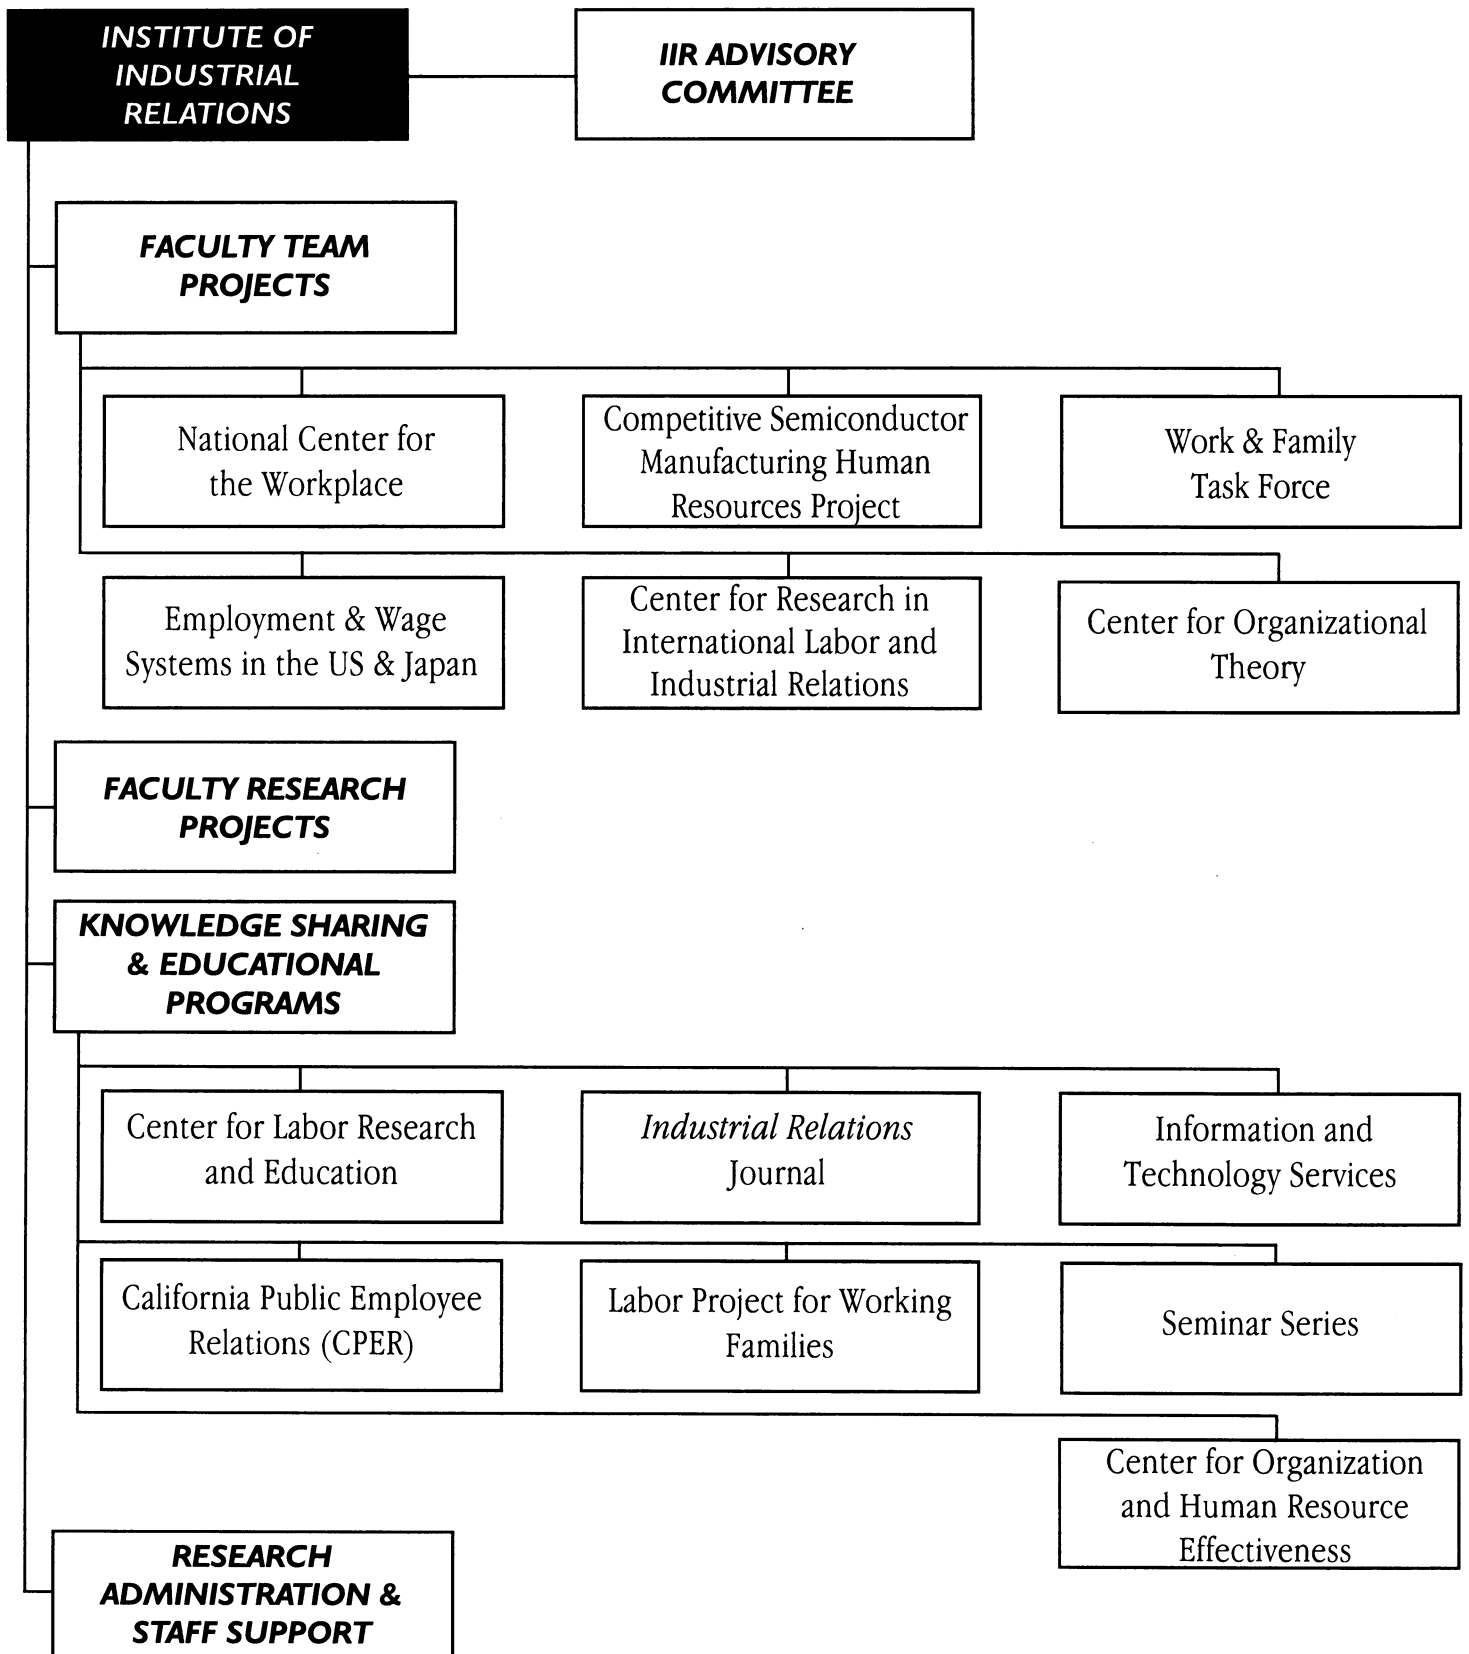 INSTITUTE OF
INDUSTRIAL
RELATIONS
IIR ADVISORY
COMMITTEE
FACULTY TEAM
PROJECTS
National Center for
the Workplace
Competitive Semiconductor
Manufacturing Human
Resources Project
Work & Family
Task Force
Employment & Wage
Systems in the US & Japan
Center for Research in
International Labor and
Industrial Relations
Center for Organizational
Theory
FACULTY RESEARCH
PROJECTS
KNOWLEDGE SHARING
& EDUCATIONAL
PROGRAMS
Center for Labor Research
and Education
Industrial Relations
Journal
Information and
Technology Services
California Public Employee
Relations (CPER)
Labor Project for Working
Families
Seminar Series
Center for Organization
and Human Resource
Effectiveness
RESEARCH
ADMINISTRATION &
STAFF SUPPORT